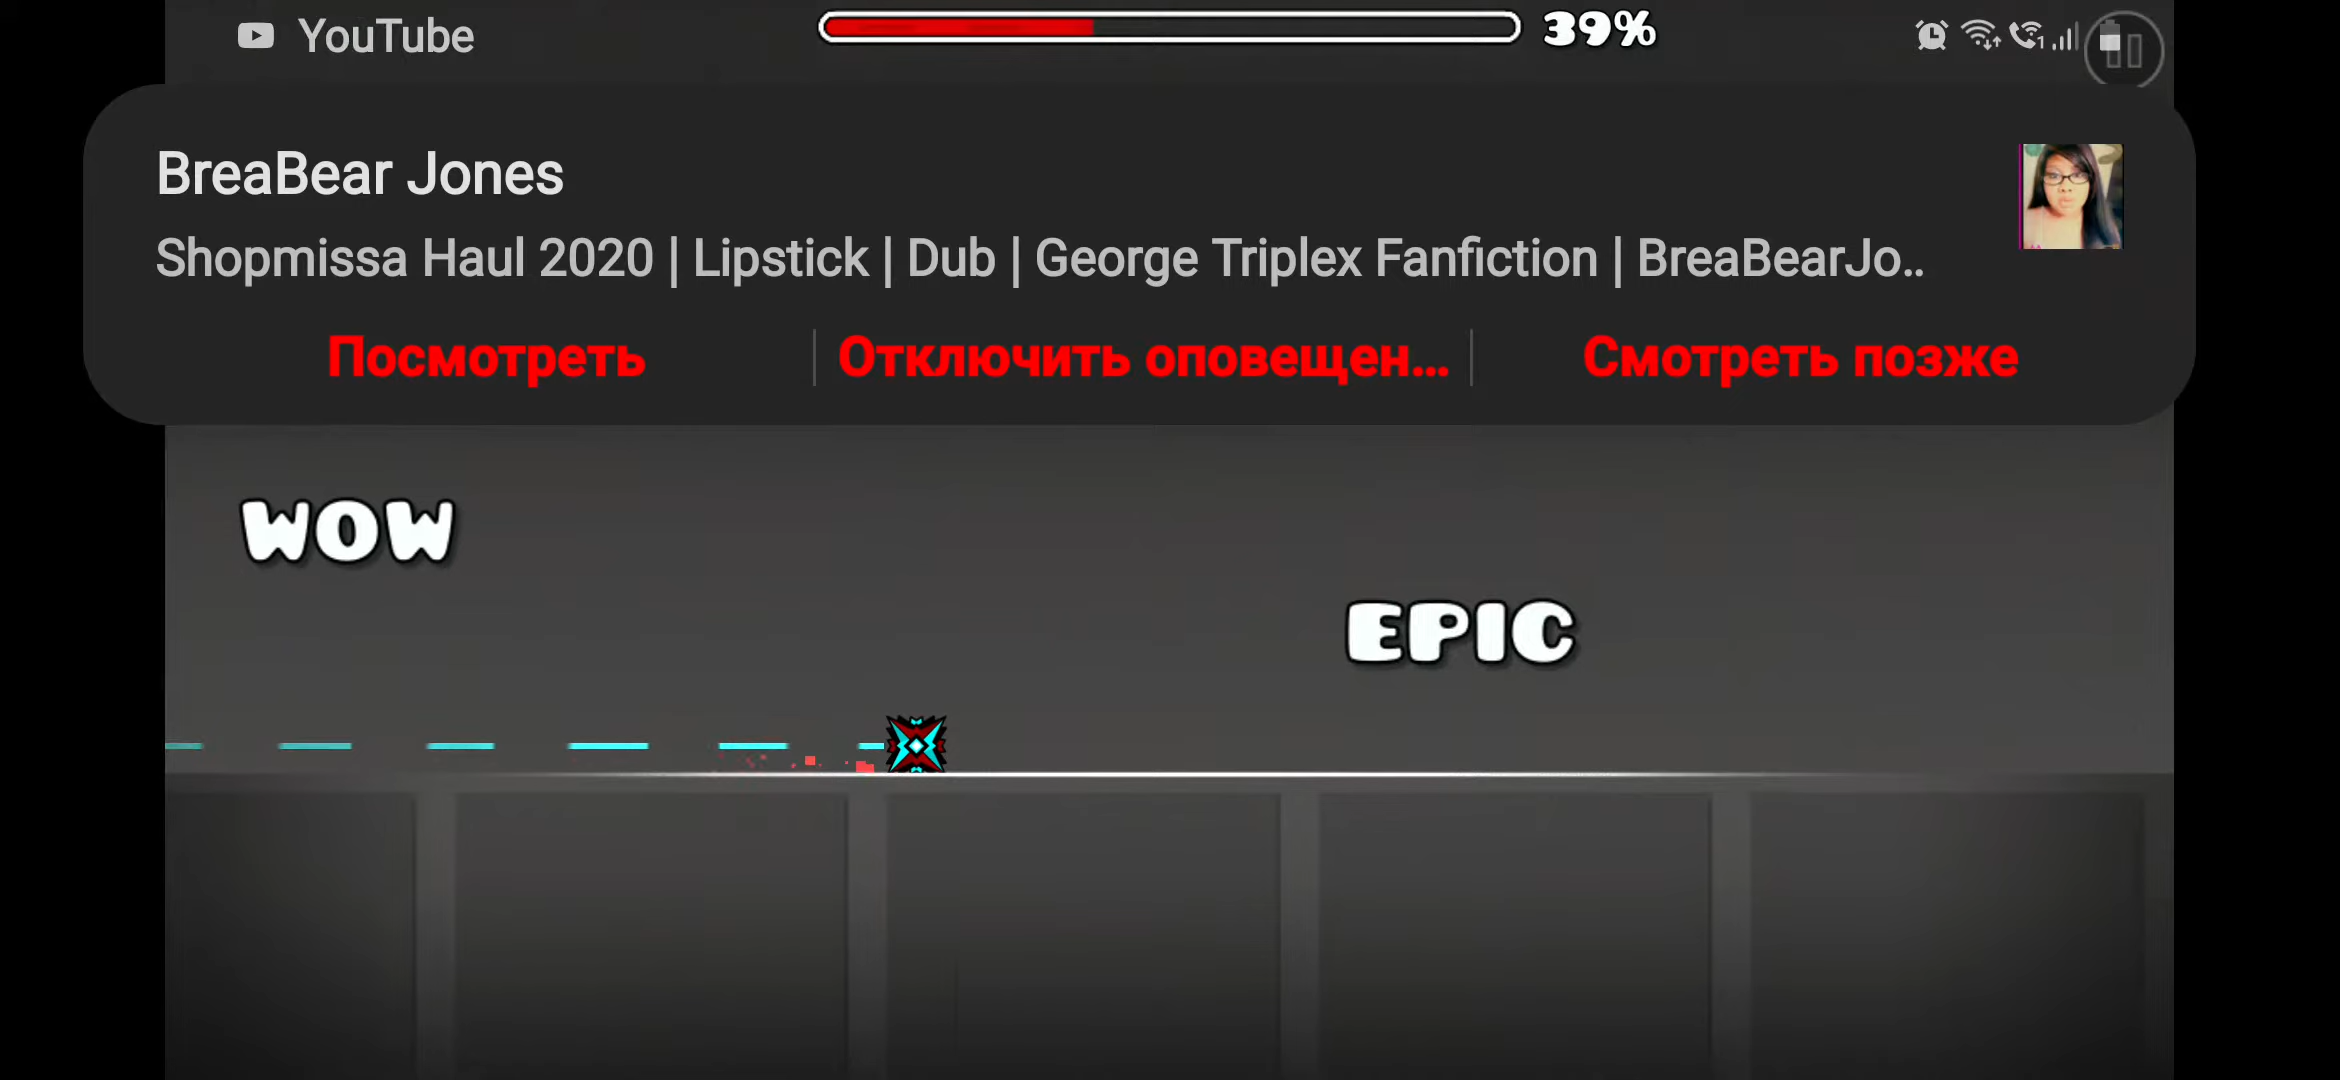 YouTube
39%
BreaBear Jones
Shopmissa Haul 2020 | Lipstick | Dub | George Triplex Fanfiction | BreaBearJo..
Посмотреть
Отключить оповещен...
Смотреть позже
WOW
EPIC